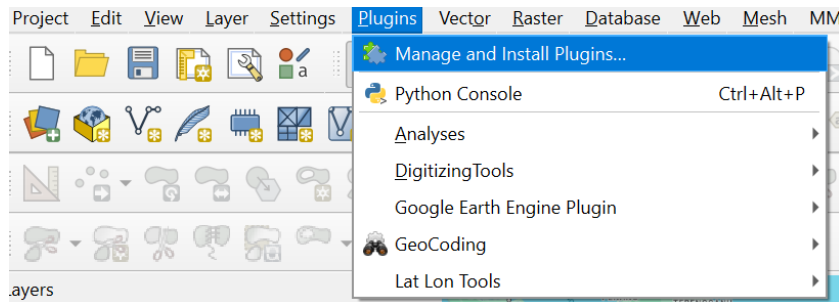 Project Edit View Layer Settings Plugins Vector Raster Database Web Mesh MM
Manage and Install Plugins...
a
Python Console Ctrl+Alt+P
Analyses
DigitizingTools
Google Earth Engine Plugin
GeoCoding
Lat Lon Tools
ayers